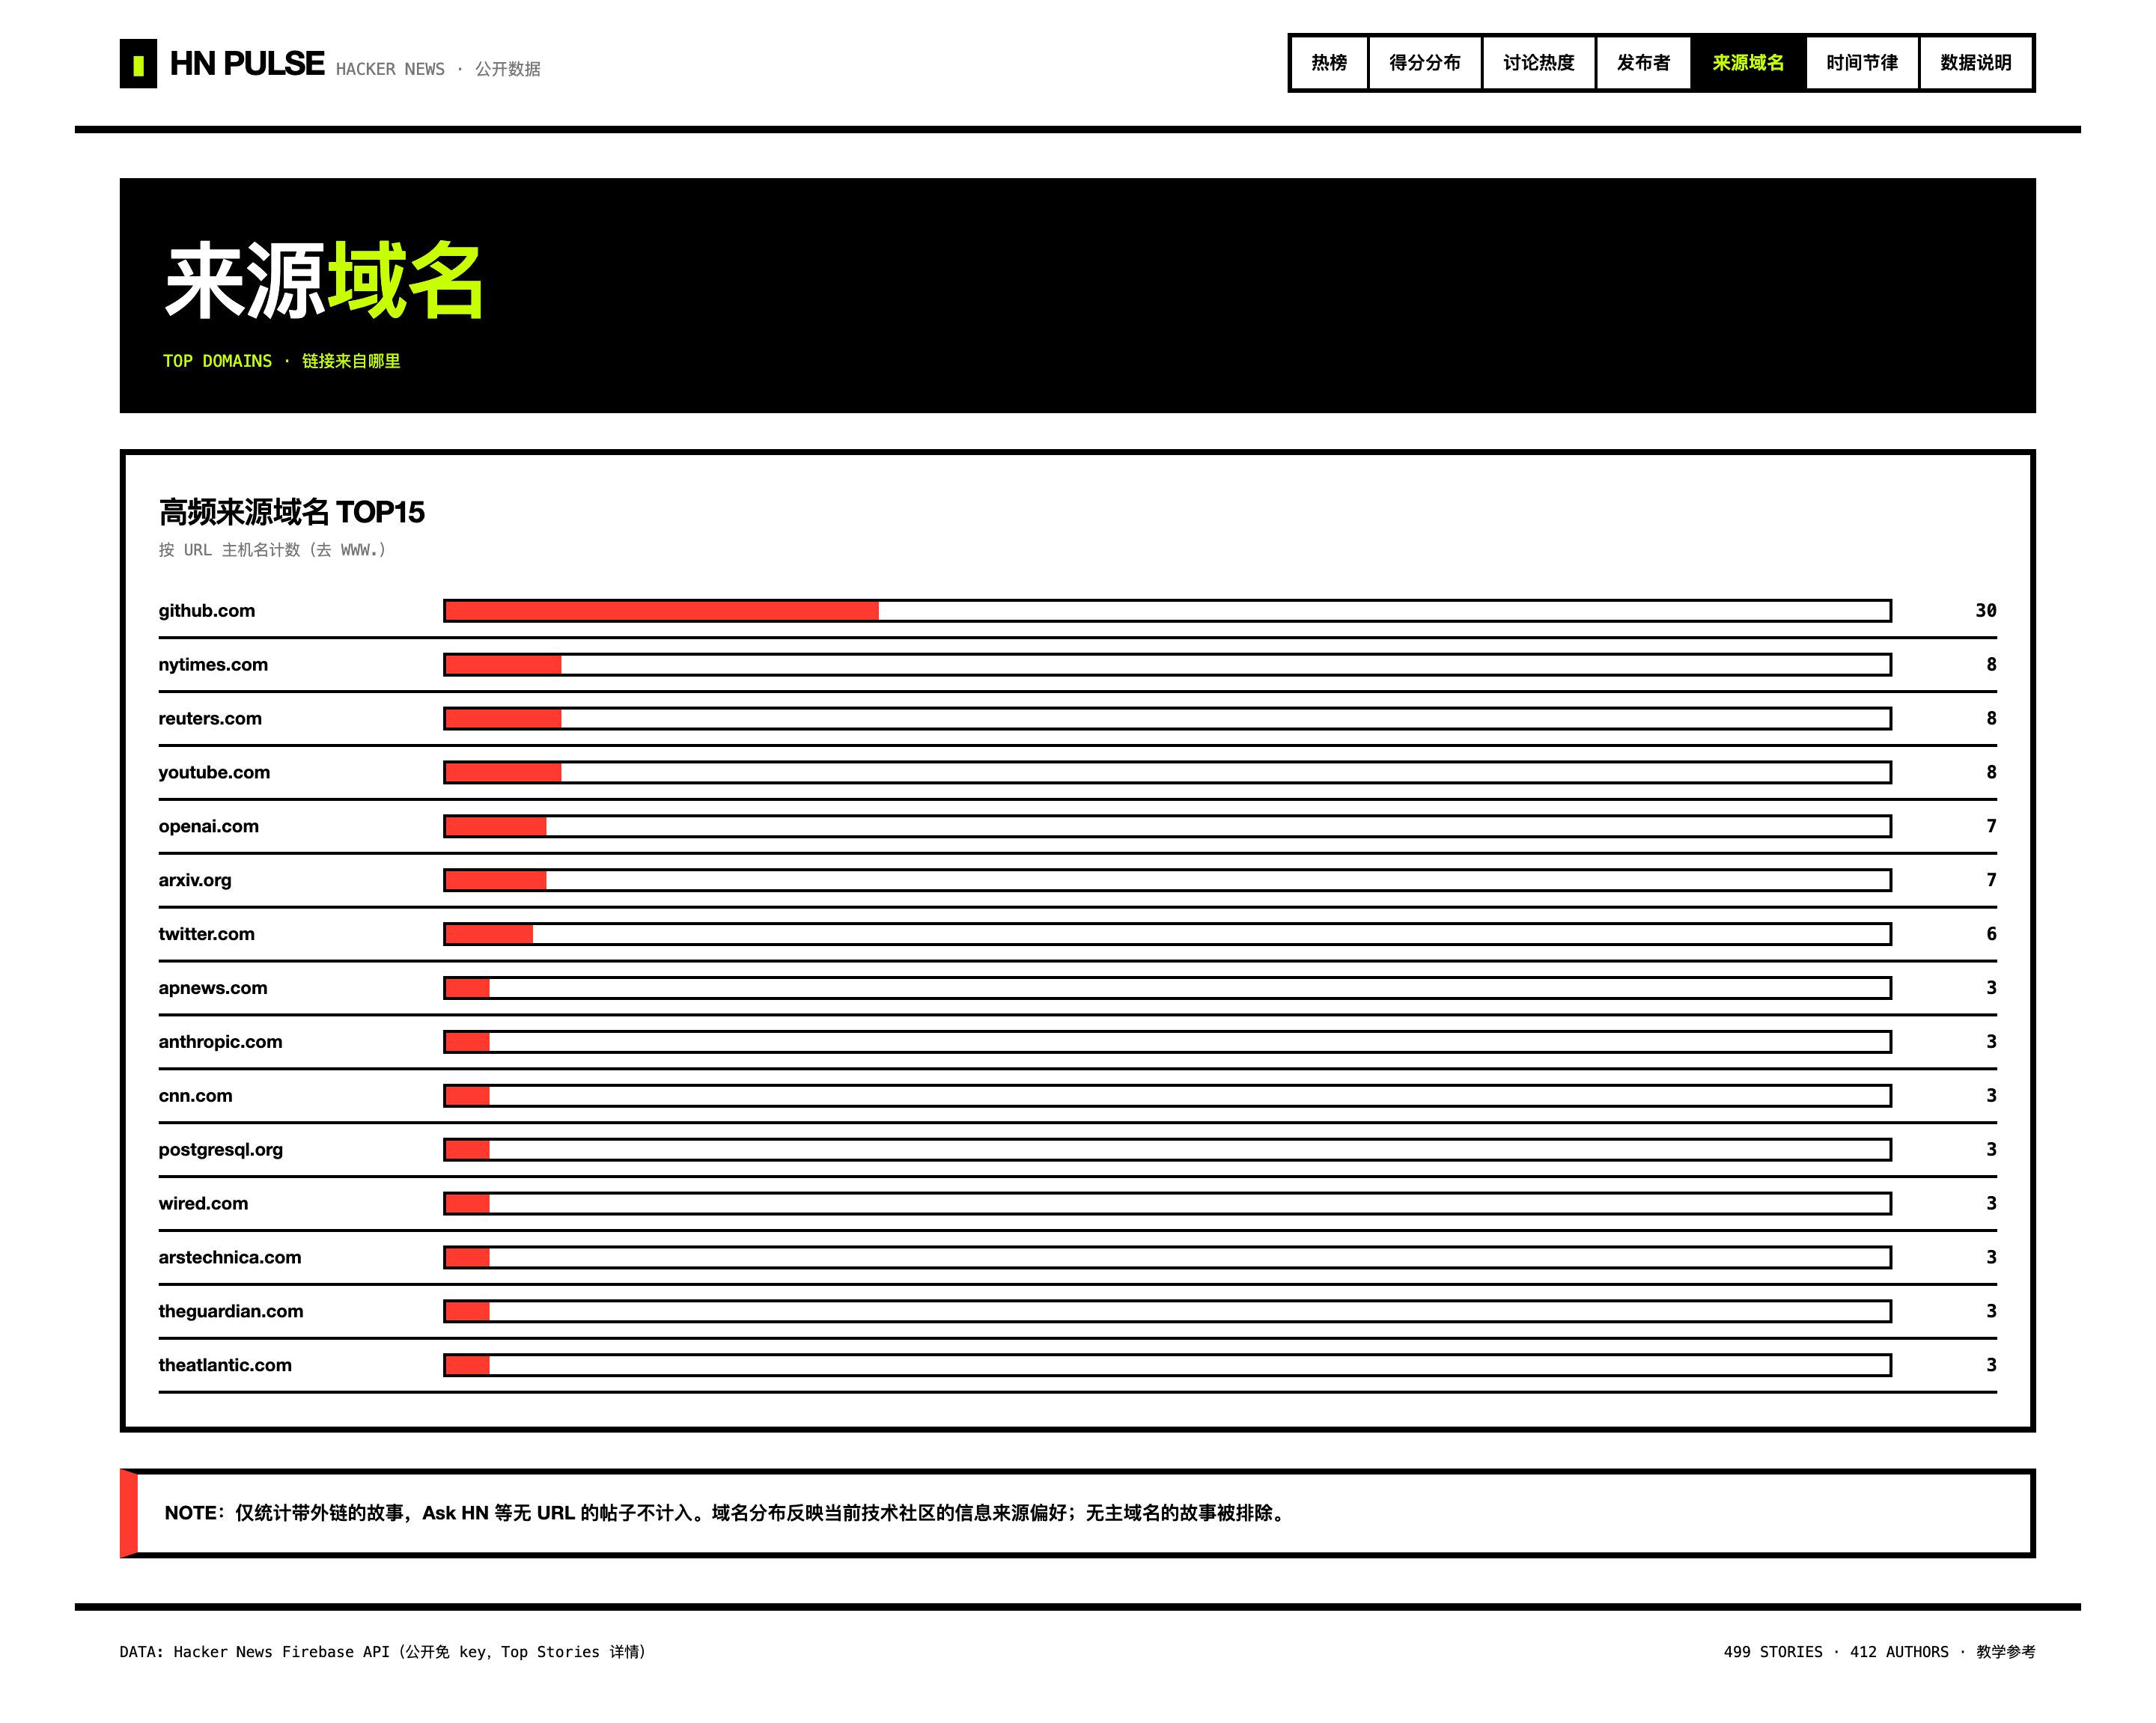 HN PULSE HACKER NEWS · 公开数据
热榜 得分分布 讨论热度 发布者 来源域名 时间节律 数据说明
来源域名
TOP DOMAINS · 链接来自哪里
高频来源域名 TOP15
按 URL 主机名计数（去 WWW.）
github.com 30
nytimes.com 8
reuters.com 8
youtube.com 8
openai.com 7
arxiv.org 7
twitter.com 6
apnews.com 3
anthropic.com 3
cnn.com 3
postgresql.org 3
wired.com 3
arstechnica.com 3
theguardian.com 3
theatlantic.com 3
NOTE：仅统计带外链的故事，Ask HN 等无 URL 的帖子不计入。域名分布反映当前技术社区的信息来源偏好；无主域名的故事被排除。
DATA: Hacker News Firebase API（公开免 key, Top Stories 详情）
499 STORIES · 412 AUTHORS · 教学参考